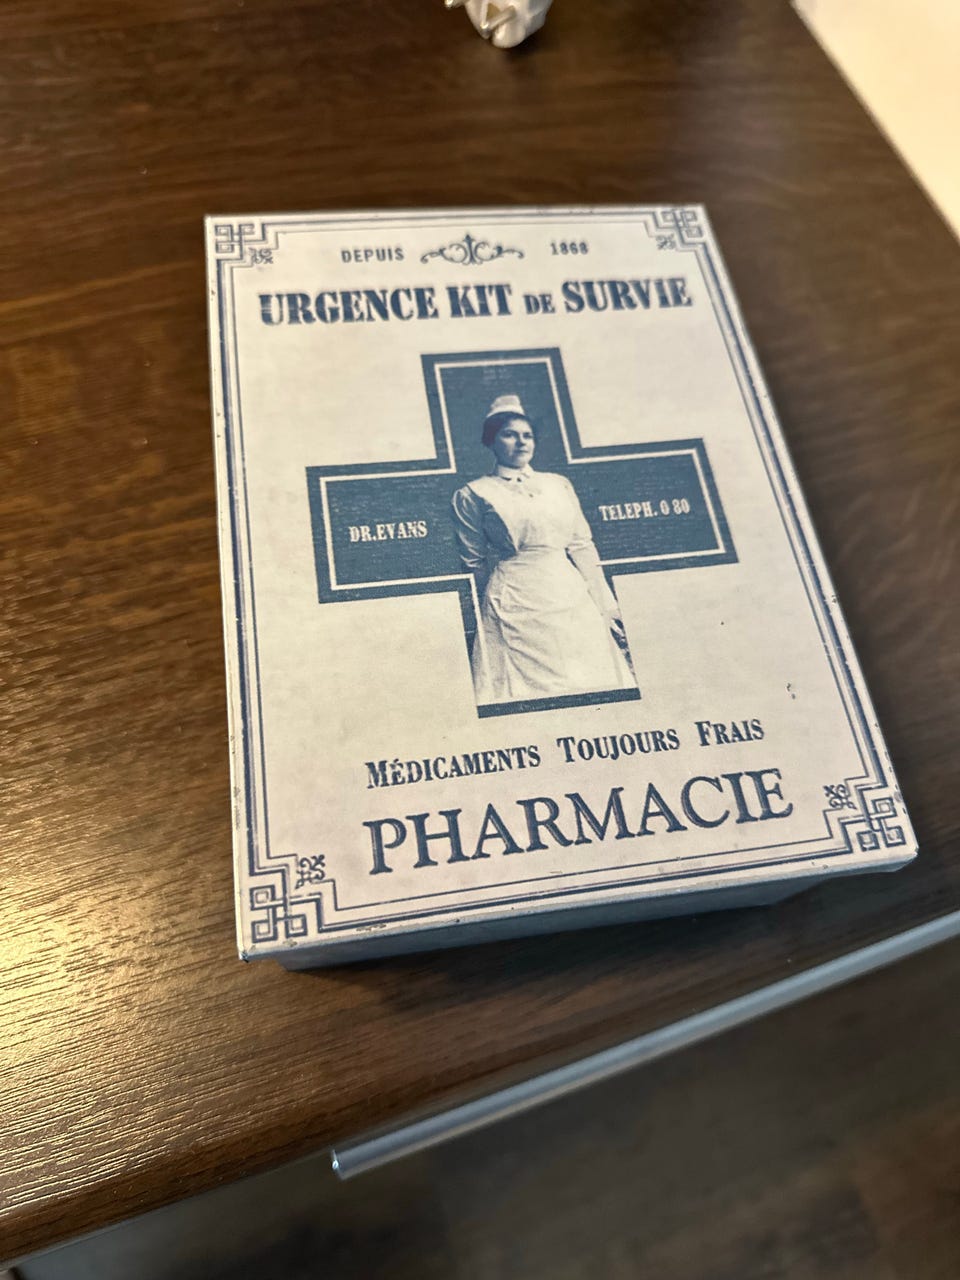 DEPUIS 1868
URGENCE KIT DE SURVIE
DR.EVANS
TELEPH. 0 80
MÉDICAMENTS TOUJOURS FRAIS
PHARMACIE